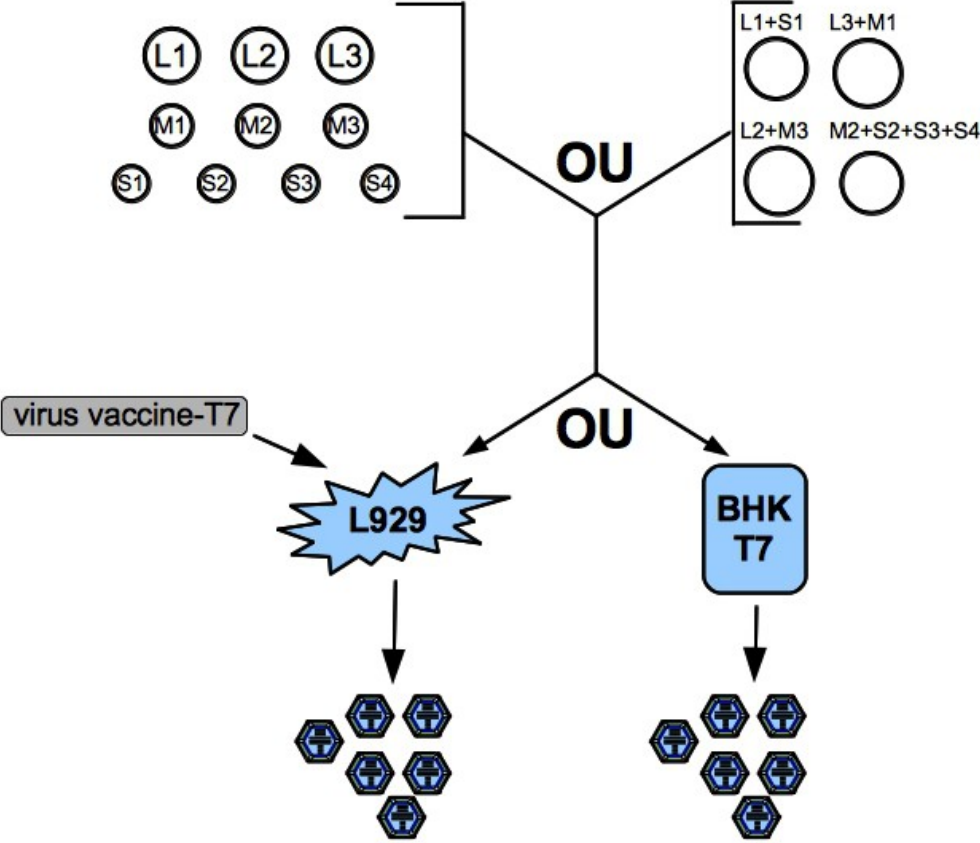 L1 L2 L3
M1 M2 M3
S1 S2 S3 S4
L1+S1 L3+M1
L2+M3 M2+S2+S3+S4
OU
virus vaccine-T7
OU
L929
BHK
T7